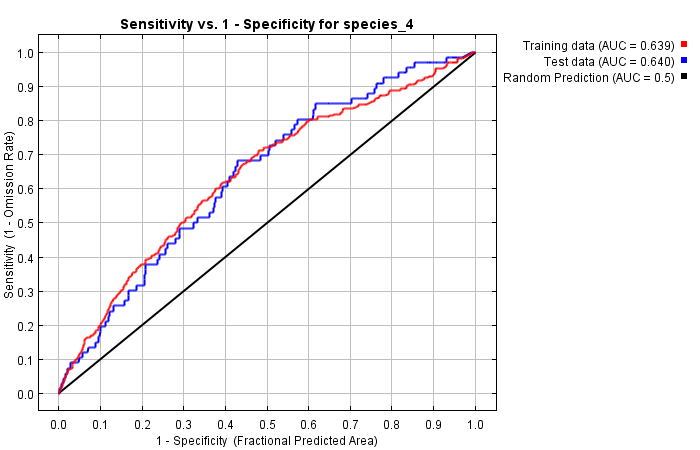 Sensitivity vs. 1 - Specificity for species_4
Training data (AUC = 0.639)
Test data (AUC = 0.640)
Random Prediction (AUC = 0.5)
Sensitivity (1 - Omission Rate)
1.0
0.9
0.8
0.7
0.6
0.5
0.4
0.3
0.2
0.1
0.0
0.0 0.1 0.2 0.3 0.4 0.5 0.6 0.7 0.8 0.9 1.0
1 - Specificity (Fractional Predicted Area)